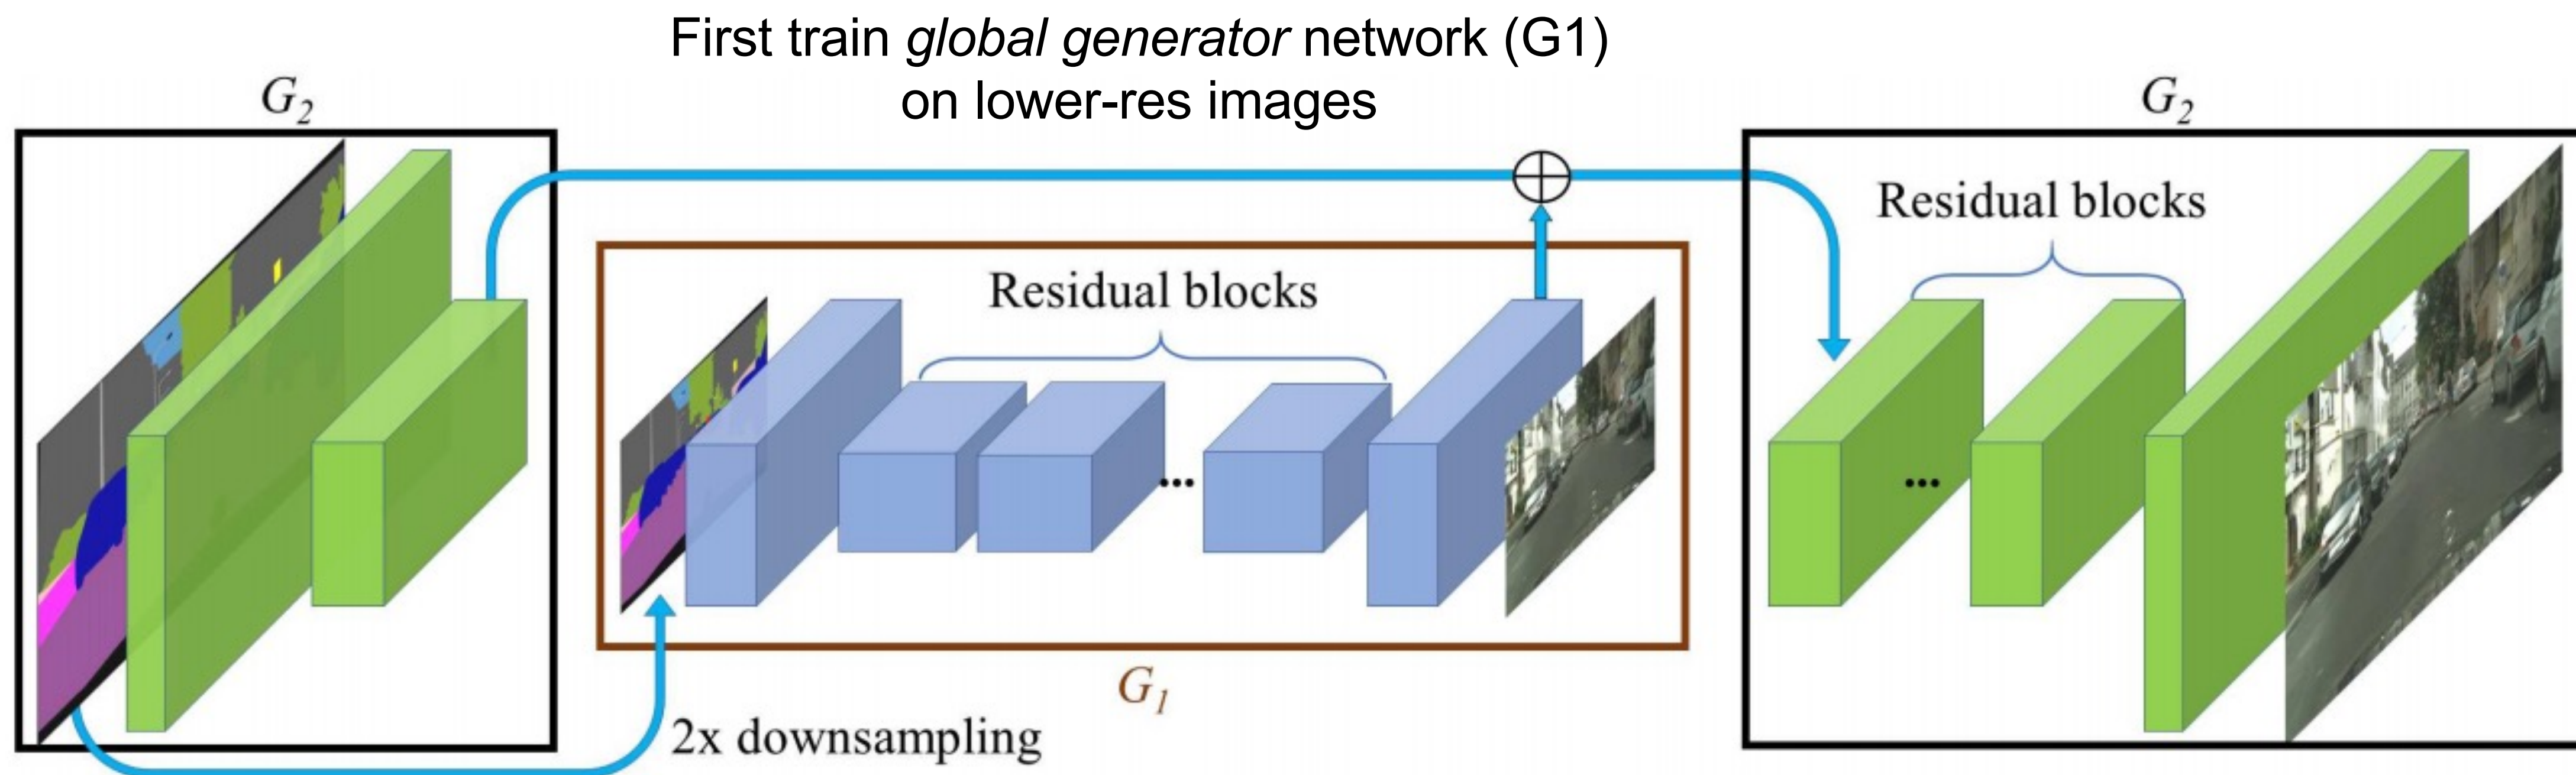 First train global generator network (G1)
on lower-res images
G2
G2
Residual blocks
Residual blocks
...
...
G1
2x downsampling